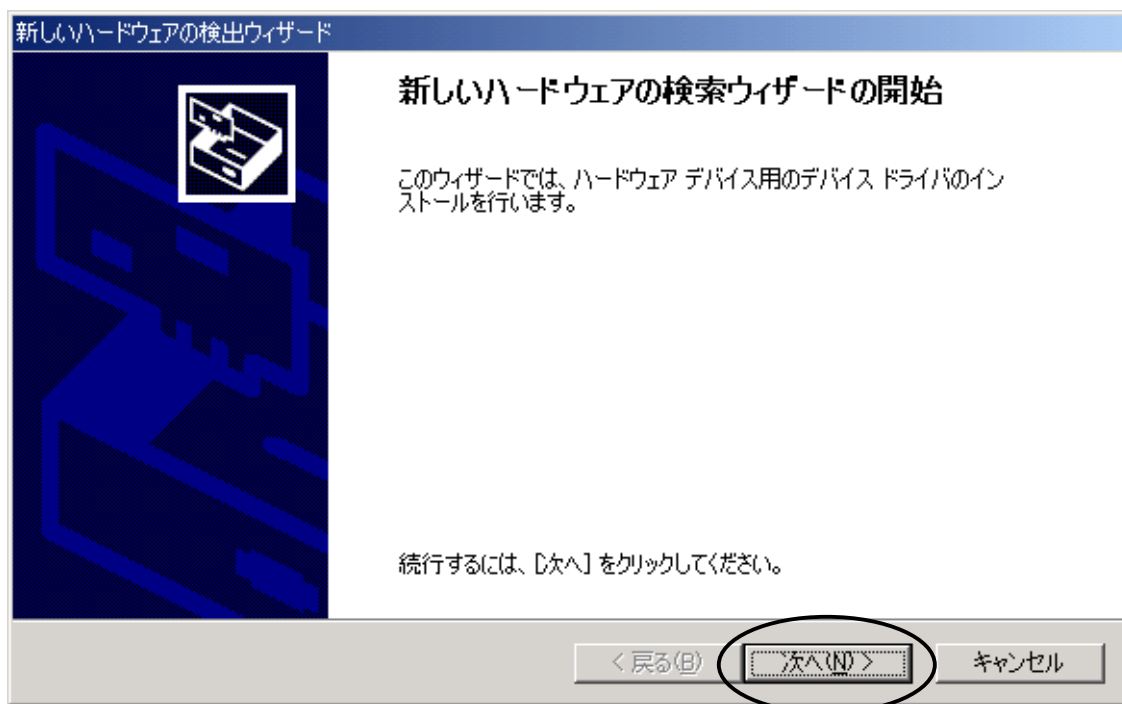 新しいハードウェアの検出ウィザード
新しいハードウェアの検索ウィザードの開始
このウィザードでは、ハードウェア デバイス用のデバイス ドライバのイン
ストールを行います。
続行するには、[次へ] をクリックしてください。
< 戻る(B)
次へ(N) >
キャンセル